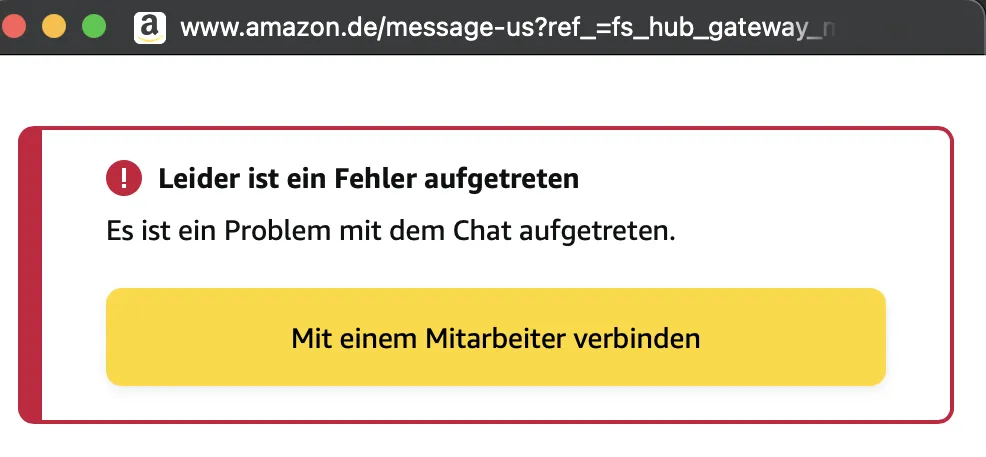 www.amazon.de/message-us?ref_=fs_hub_gateway_
Leider ist ein Fehler aufgetreten
Es ist ein Problem mit dem Chat aufgetreten.
Mit einem Mitarbeiter verbinden